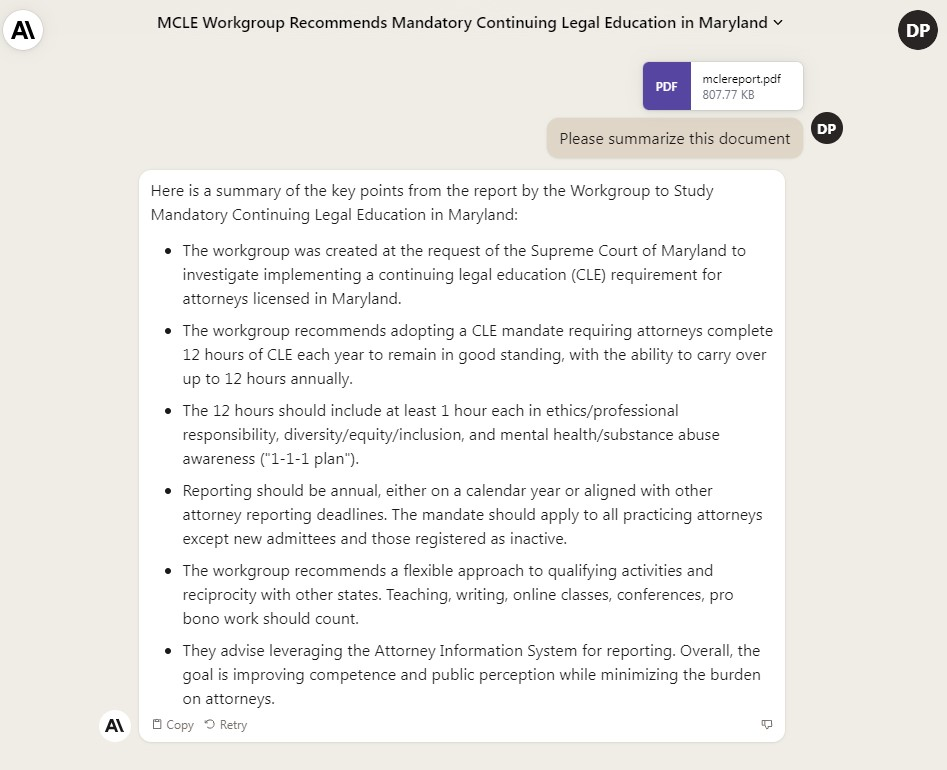 A\
MCLE Workgroup Recommends Mandatory Continuing Legal Education in Maryland
DP
PDF
mclereport.pdf
807.77 KB
Please summarize this document
DP
Here is a summary of the key points from the report by the Workgroup to Study
Mandatory Continuing Legal Education in Maryland:
• The workgroup was created at the request of the Supreme Court of Maryland to
investigate implementing a continuing legal education (CLE) requirement for
attorneys licensed in Maryland.
• The workgroup recommends adopting a CLE mandate requiring attorneys complete
12 hours of CLE each year to remain in good standing, with the ability to carry over
up to 12 hours annually.
• The 12 hours should include at least 1 hour each in ethics/professional
responsibility, diversity/equity/inclusion, and mental health/substance abuse
awareness ("1-1-1 plan").
• Reporting should be annual, either on a calendar year or aligned with other
attorney reporting deadlines. The mandate should apply to all practicing attorneys
except new admittees and those registered as inactive.
• The workgroup recommends a flexible approach to qualifying activities and
reciprocity with other states. Teaching, writing, online classes, conferences, pro
bono work should count.
• They advise leveraging the Attorney Information System for reporting. Overall, the
goal is improving competence and public perception while minimizing the burden
on attorneys.
A\
Copy
Retry